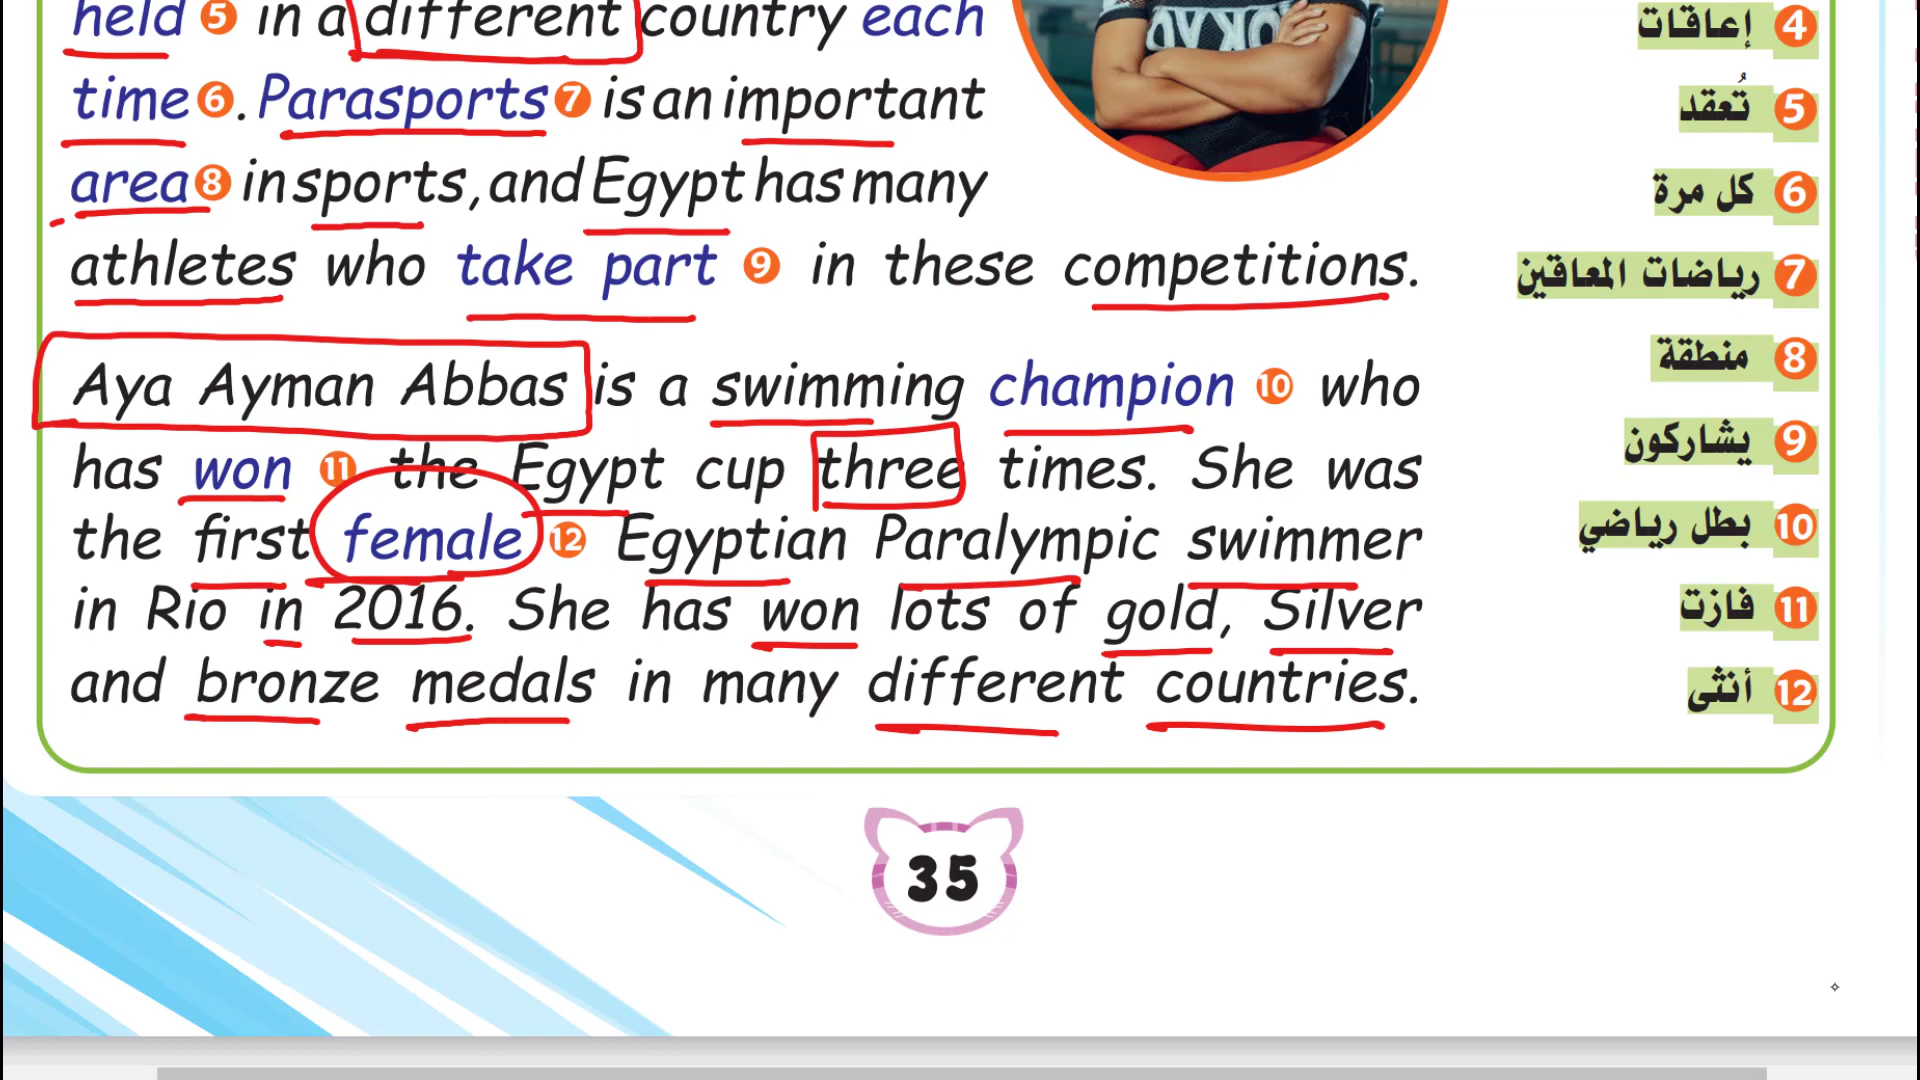 held 5 in a different country each
time 6. Parasports 7 is an important
area 8 in sports, and Egypt has many
athletes who take part 9 in these competitions.
Aya Ayman Abbas is a swimming champion 10 who
has won 11 the Egypt cup three times. She was
the first female 12 Egyptian Paralympic swimmer
in Rio in 2016. She has won lots of gold, Silver
and bronze medals in many different countries.
4 إعاقات
5 تُعقد
6 كل مرة
7 رياضات المعاقين
8 منطقة
9 يشاركون
10 بطل رياضي
11 فازت
12 أنثى
35